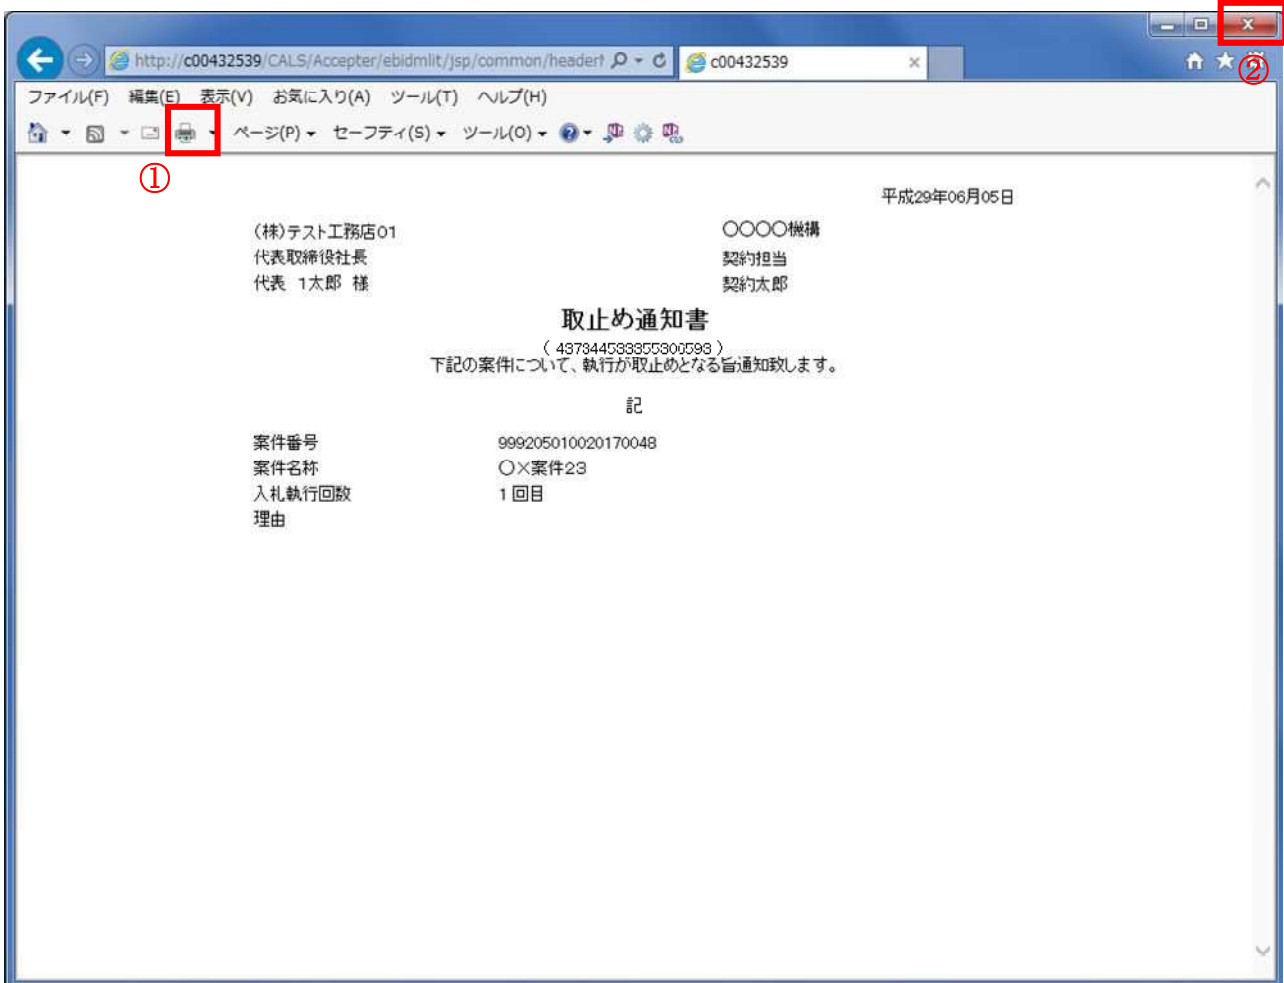 X
②
http://c00432539/CALS/Accepter/ebidmlit/jsp/common/header
c00432539
ファイル(F) 編集(E) 表示(V) お気に入り(A) ツール(T) ヘルプ(H)
ページ(P) セーフティ(S) ツール(O)
①
平成29年06月05日
(株)テスト工務店01 〇〇〇〇機構
代表取締役社長 契約担当
代表 1太郎 様 契約太郎
取止め通知書
( 437344533355300593 )
下記の案件について、執行が取止めとなる旨通知致します。
記
案件番号 999205010020170048
案件名称 〇×案件23
入札執行回数 1回目
理由